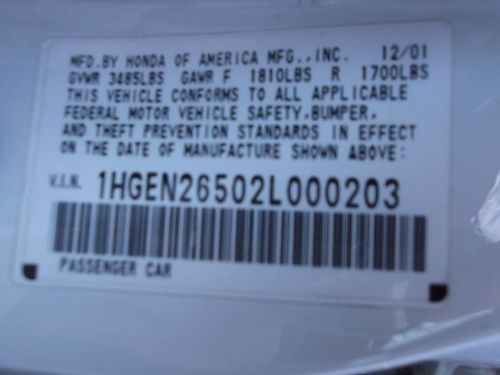 MFD.BY HONDA OF AMERICA MFG.,INC. 12/01
GVWR 3485LBS GAWR F 1810LBS R 1700LBS
THIS VEHICLE CONFORMS TO ALL APPLICABLE
FEDERAL MOTOR VEHICLE SAFETY,BUMPER,
AND THEFT PREVENTION STANDARDS IN EFFECT
ON THE DATE OF MANUFACTURE SHOWN ABOVE:
V.I.N. 1HGEN26502L000203
PASSENGER CAR